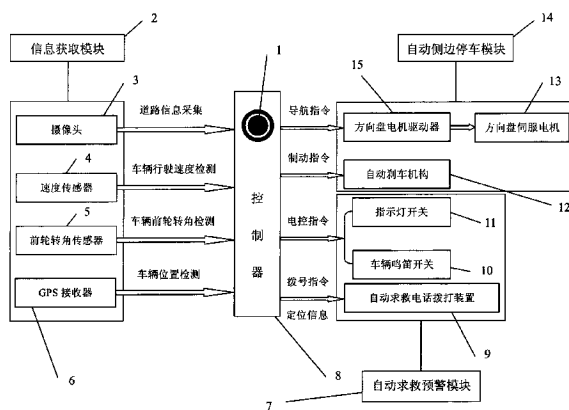 2
信息获取模块
3
摄像头
4
速度传感器
5
前轮转角传感器
GPS 接收器
6
道路信息采集
车辆行驶速度检测
车辆前轮转角检测
车辆位置检测
1
控
制
器
8
导航指令
制动指令
电控指令
拨号指令
定位信息
14
自动侧边停车模块
15
13
方向盘电机驱动器
方向盘伺服电机
自动刹车机构
12
指示灯开关
11
车辆鸣笛开关
10
自动求救电话拨打装置
9
7
自动求救预警模块